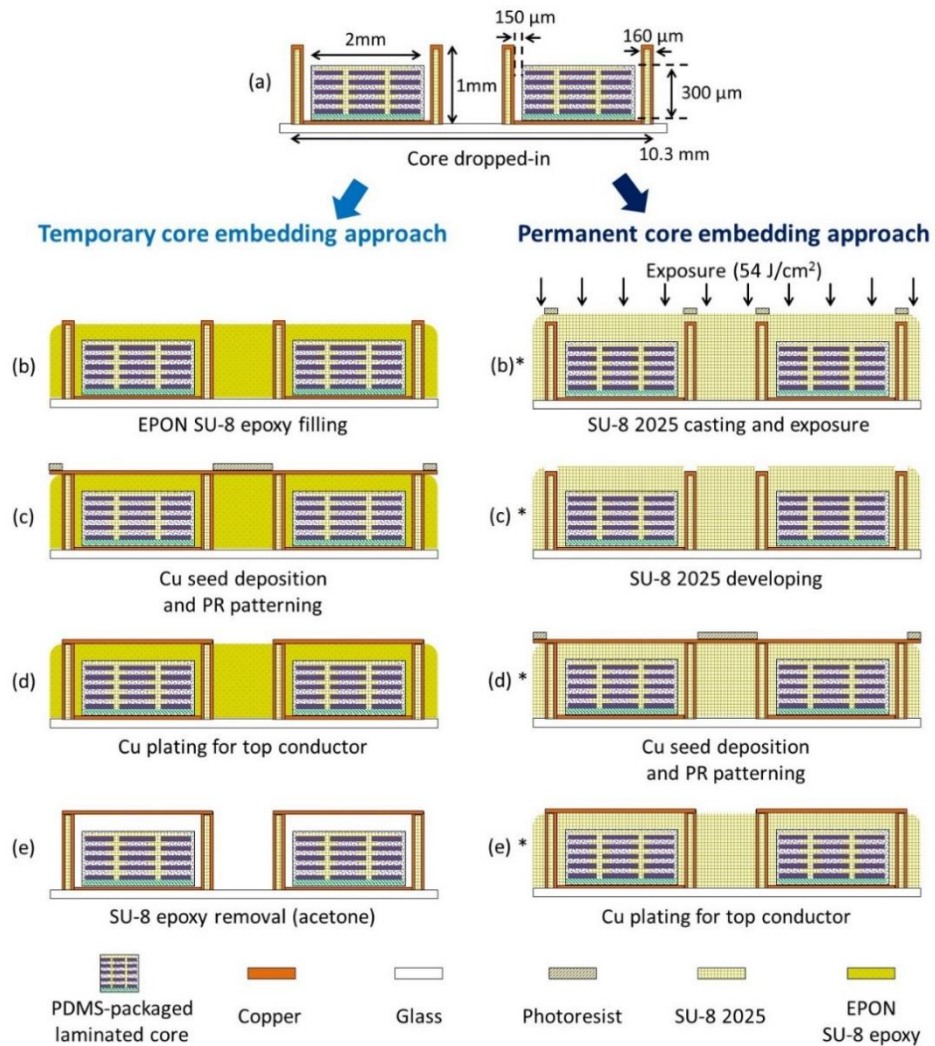 150 μm
2mm
160 μm
(a)
1mm
300 μm
10.3 mm
Core dropped-in
Temporary core embedding approach
Permanent core embedding approach
Exposure (54 J/cm²)
(b)
EPON SU-8 epoxy filling
(b)*
SU-8 2025 casting and exposure
(c)
Cu seed deposition
and PR patterning
(c) *
SU-8 2025 developing
(d)
Cu plating for top conductor
(d) *
Cu seed deposition
and PR patterning
(e)
SU-8 epoxy removal (acetone)
(e) *
Cu plating for top conductor
PDMS-packaged
laminated core
Copper
Glass
Photoresist
SU-8 2025
EPON
SU-8 epoxy